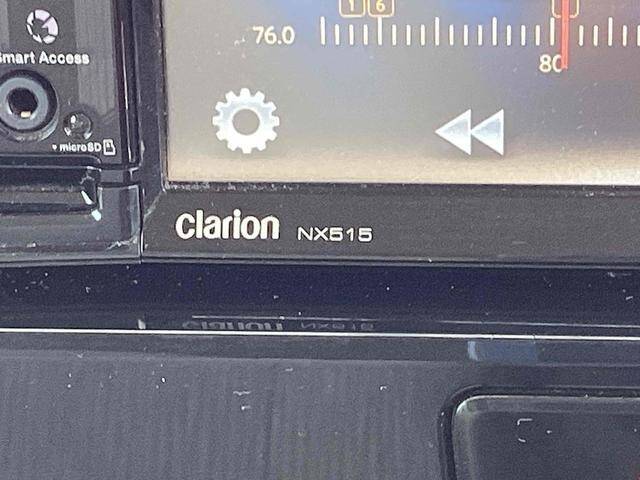 1 6
76.0
80
Smart Access
microSD
clarion NX515